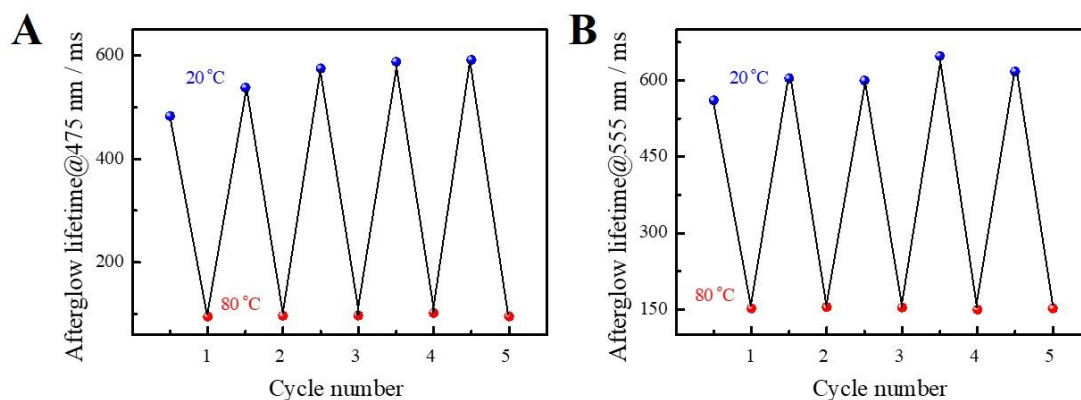 A
Afterglow lifetime@475 nm / ms
600
400
200
20 °C
80 °C
1 2 3 4 5
Cycle number
B
Afterglow lifetime@555 nm / ms
600
450
300
150
20 °C
80 °C
1 2 3 4 5
Cycle number